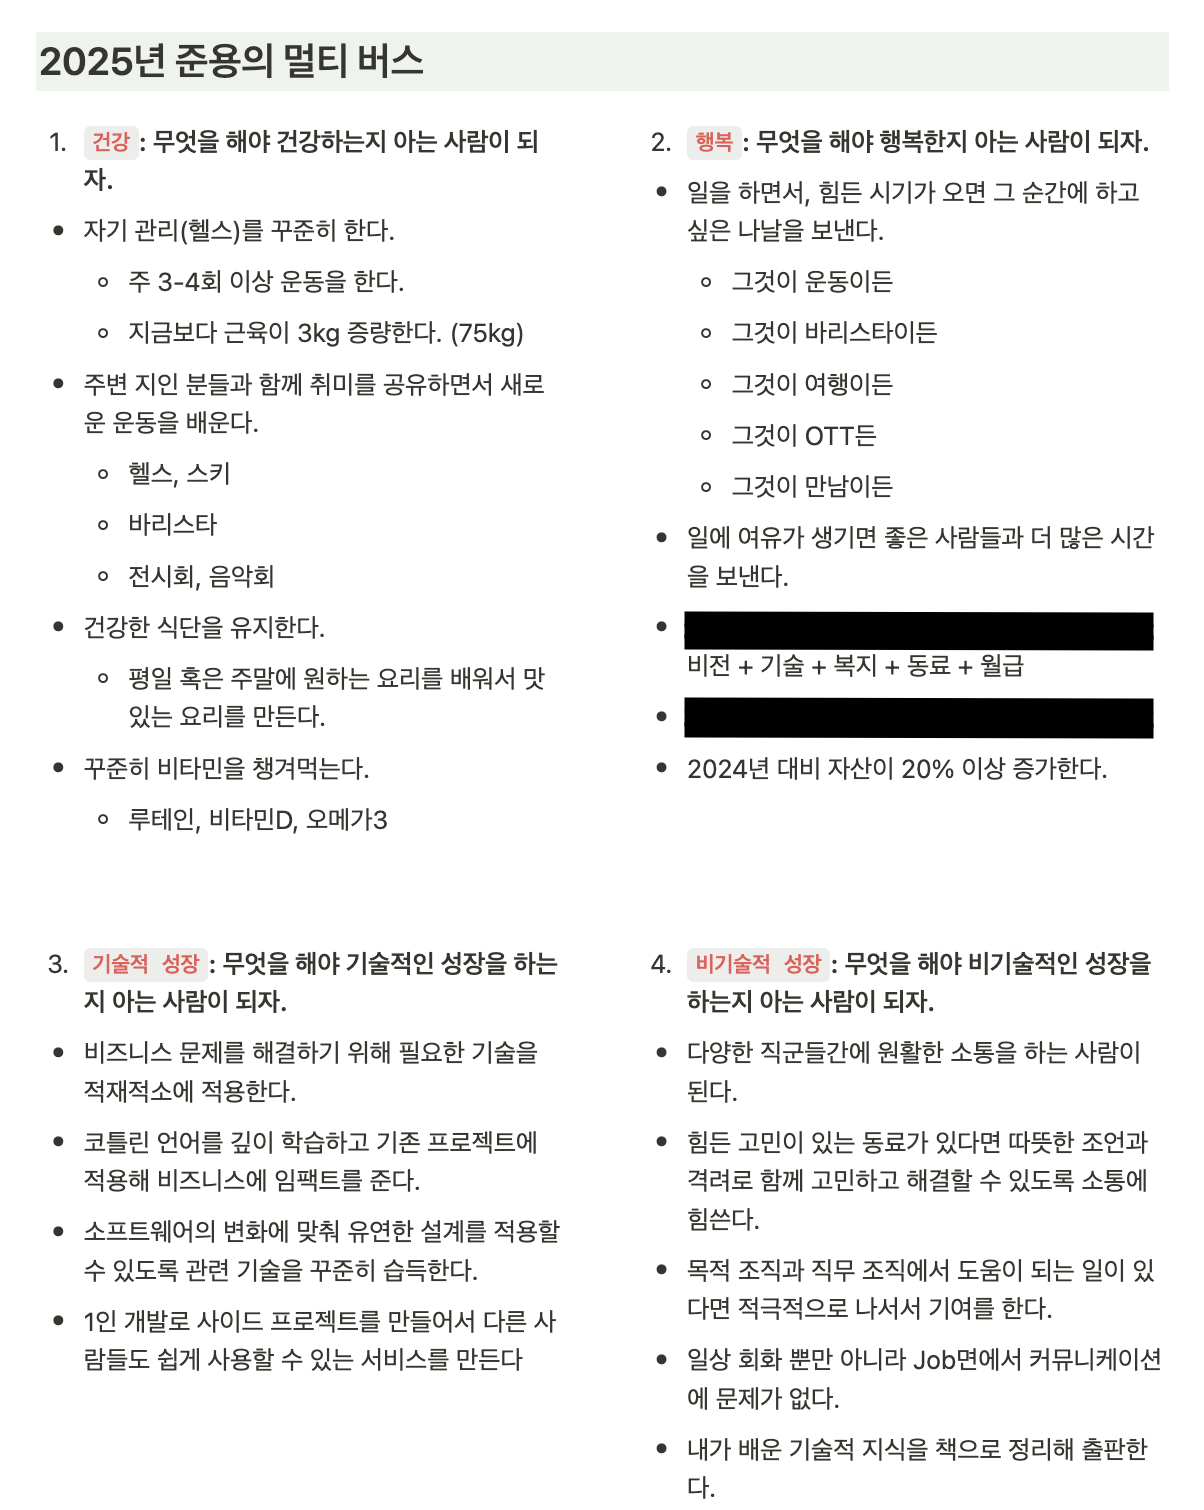 2025년 준용의 멀티 버스
1. 건강 : 무엇을 해야 건강하는지 아는 사람이 되
자.
• 자기 관리(헬스)를 꾸준히 한다.
◦ 주 3-4회 이상 운동을 한다.
◦ 지금보다 근육이 3kg 증량한다. (75kg)
• 주변 지인 분들과 함께 취미를 공유하면서 새로
운 운동을 배운다.
◦ 헬스, 스키
◦ 바리스타
◦ 전시회, 음악회
• 건강한 식단을 유지한다.
◦ 평일 혹은 주말에 원하는 요리를 배워서 맛
있는 요리를 만든다.
• 꾸준히 비타민을 챙겨먹는다.
◦ 루테인, 비타민D, 오메가3
2. 행복 : 무엇을 해야 행복한지 아는 사람이 되자.
• 일을 하면서, 힘든 시기가 오면 그 순간에 하고
싶은 나날을 보낸다.
◦ 그것이 운동이든
◦ 그것이 바리스타이든
◦ 그것이 여행이든
◦ 그것이 OTT든
◦ 그것이 만남이든
• 일에 여유가 생기면 좋은 사람들과 더 많은 시간
을 보낸다.
•
비전 + 기술 + 복지 + 동료 + 월급
•
• 2024년 대비 자산이 20% 이상 증가한다.
3. 기술적 성장 : 무엇을 해야 기술적인 성장을 하는
지 아는 사람이 되자.
• 비즈니스 문제를 해결하기 위해 필요한 기술을
적재적소에 적용한다.
• 코틀린 언어를 깊이 학습하고 기존 프로젝트에
적용해 비즈니스에 임팩트를 준다.
• 소프트웨어의 변화에 맞춰 유연한 설계를 적용할
수 있도록 관련 기술을 꾸준히 습득한다.
• 1인 개발로 사이드 프로젝트를 만들어서 다른 사
람들도 쉽게 사용할 수 있는 서비스를 만든다
4. 비기술적 성장 : 무엇을 해야 비기술적인 성장을
하는지 아는 사람이 되자.
• 다양한 직군들간에 원활한 소통을 하는 사람이
된다.
• 힘든 고민이 있는 동료가 있다면 따뜻한 조언과
격려로 함께 고민하고 해결할 수 있도록 소통에
힘쓴다.
• 목적 조직과 직무 조직에서 도움이 되는 일이 있
다면 적극적으로 나서서 기여를 한다.
• 일상 회화 뿐만 아니라 Job면에서 커뮤니케이션
에 문제가 없다.
• 내가 배운 기술적 지식을 책으로 정리해 출판한
다.